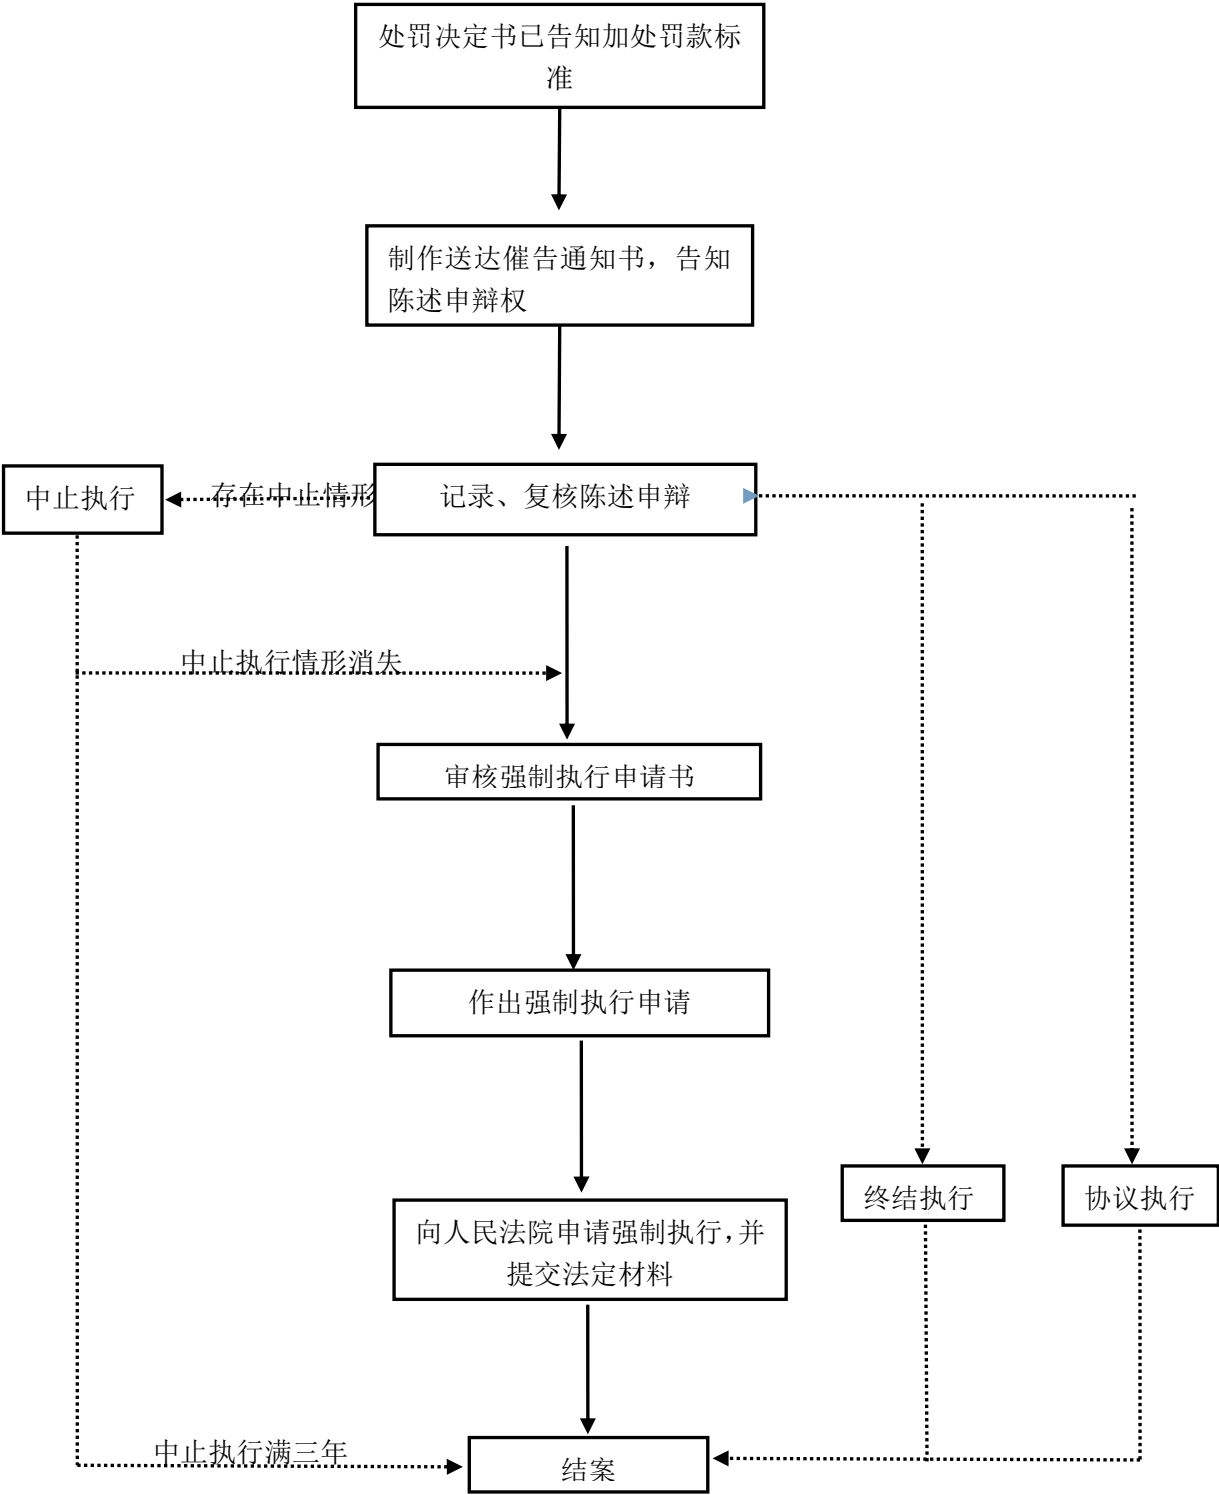 处罚决定书已告知加处罚款标
准
制作送达催告通知书，告知
陈述申辩权
中止执行
存在中止情形
记录、复核陈述申辩
中止执行情形消失
审核强制执行申请书
作出强制执行申请
终结执行
协议执行
向人民法院申请强制执行，并
提交法定材料
中止执行满三年
结案